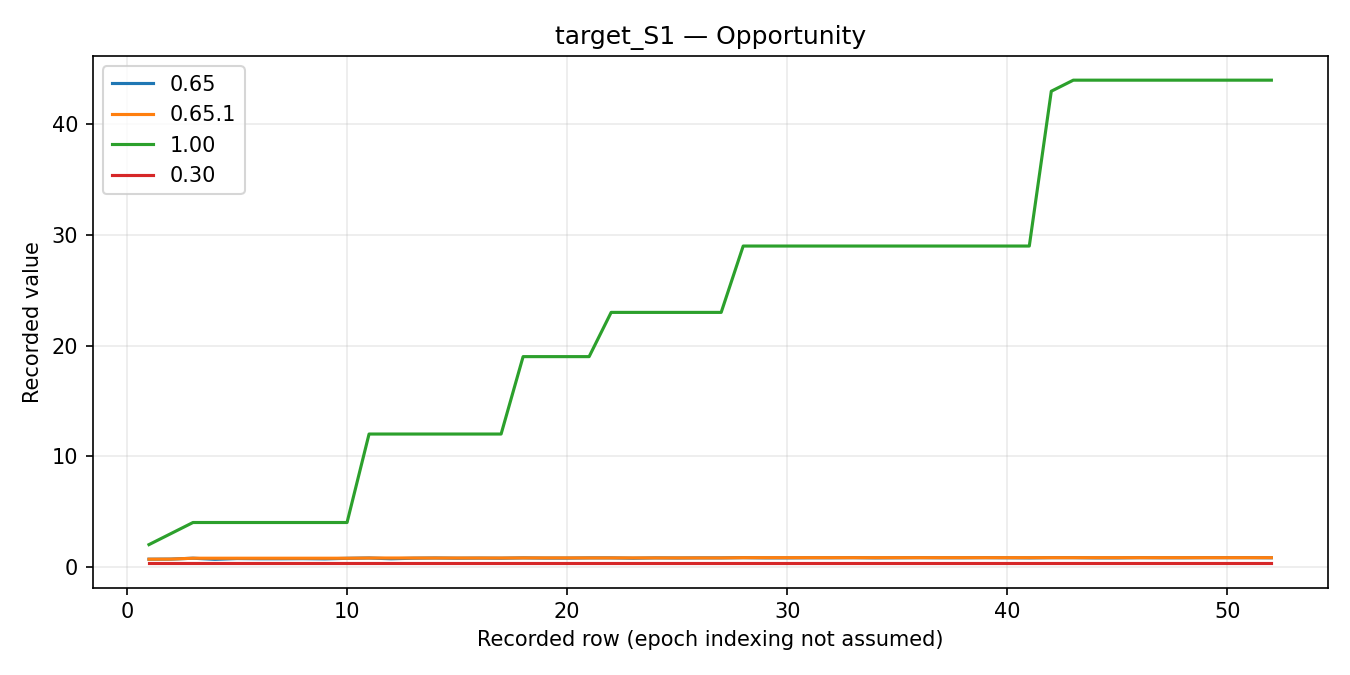 target_S1 — Opportunity
0.65
0.65.1
1.00
0.30
Recorded value
40
30
20
10
0
0 10 20 30 40 50
Recorded row (epoch indexing not assumed)